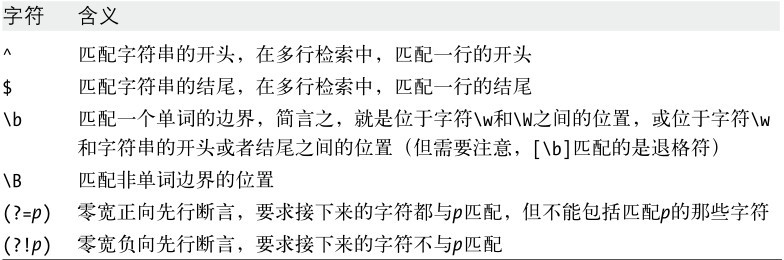 字符 含义
^ 匹配字符串的开头，在多行检索中，匹配一行的开头
$ 匹配字符串的结尾，在多行检索中，匹配一行的结尾
\b 匹配一个单词的边界，简言之，就是位于字符\w和\W之间的位置，或位于字符\w
和字符串的开头或者结尾之间的位置（但需要注意，[\b]匹配的是退格符）
\B 匹配非单词边界的位置
(?=p) 零宽正向先行断言，要求接下来的字符都与p匹配，但不能包括匹配p的那些字符
(?!p) 零宽负向先行断言，要求接下来的字符不与p匹配